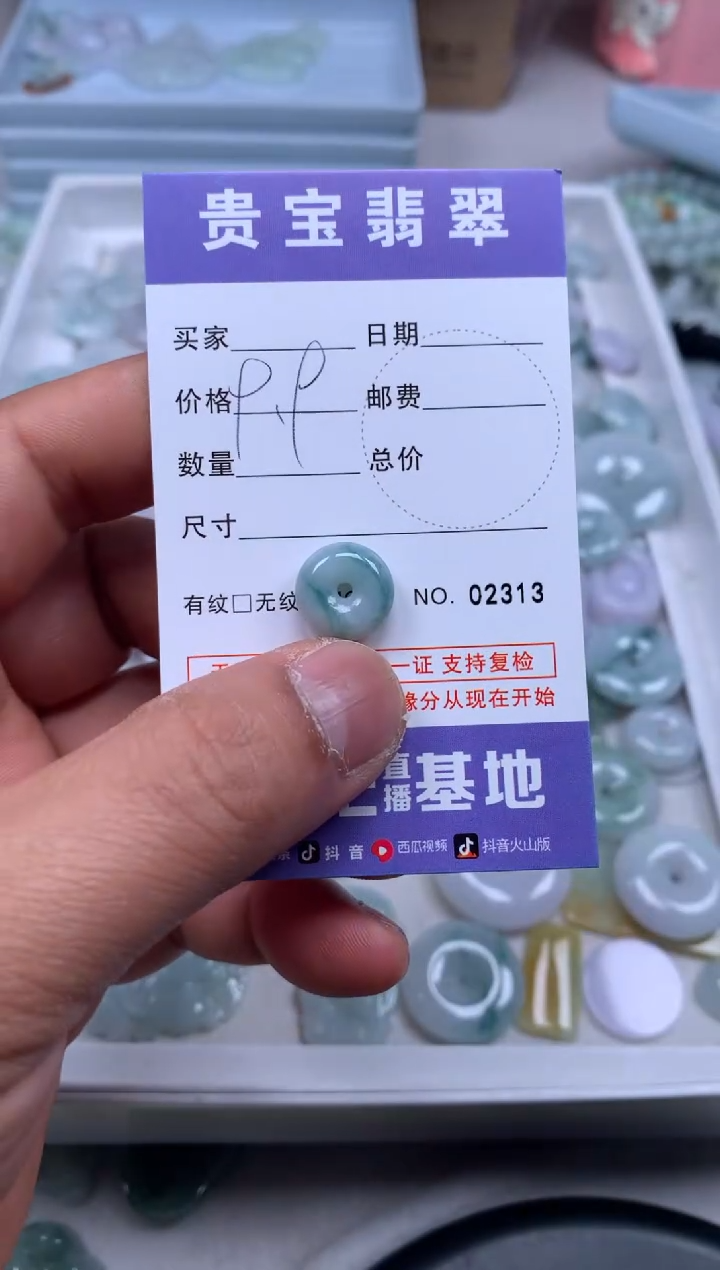 贵宝翡翠
买家 日期
价格 邮费
数量 总价
尺寸
有纹□无纹 NO. 02313
一证 支持复检
缘分从现在开始
直播基地
抖音 西瓜视频 抖音火山版